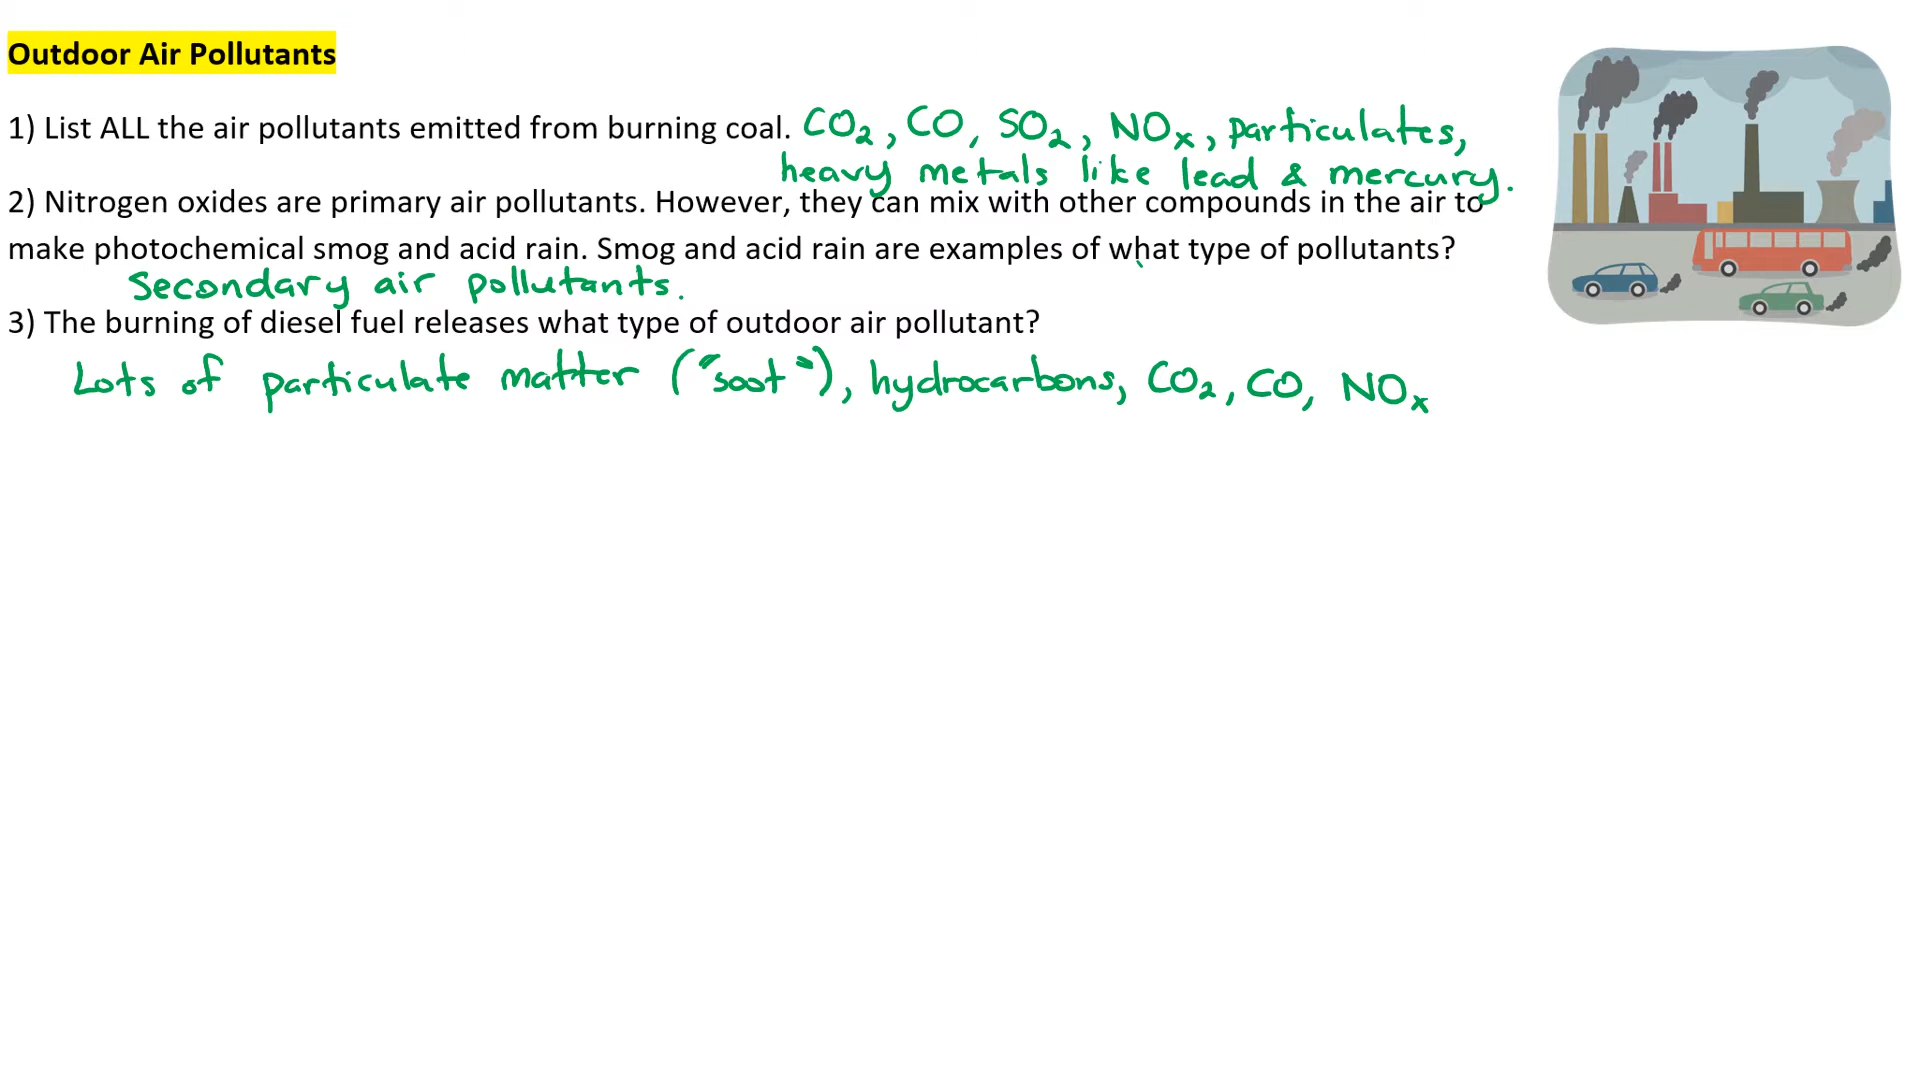 Outdoor Air Pollutants
1) List ALL the air pollutants emitted from burning coal. CO₂, CO, SO₂, NOₓ, particulates,
heavy metals like lead & mercury.
2) Nitrogen oxides are primary air pollutants. However, they can mix with other compounds in the air to
make photochemical smog and acid rain. Smog and acid rain are examples of what type of pollutants?
Secondary air pollutants.
3) The burning of diesel fuel releases what type of outdoor air pollutant?
Lots of particulate matter ("soot"), hydrocarbons, CO₂, CO, NOₓ